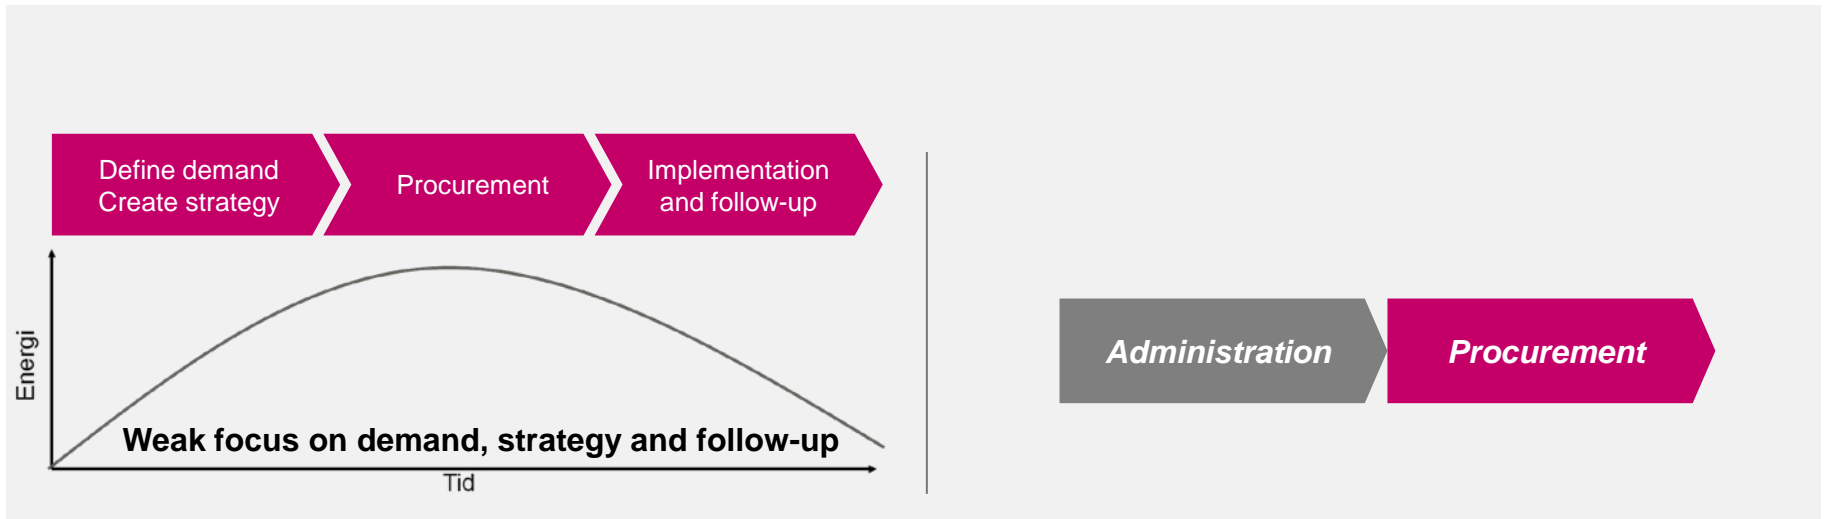 Define demand
Create strategy
Procurement
Implementation
and follow-up
Energi
Weak focus on demand, strategy and follow-up
Tid
Administration
Procurement